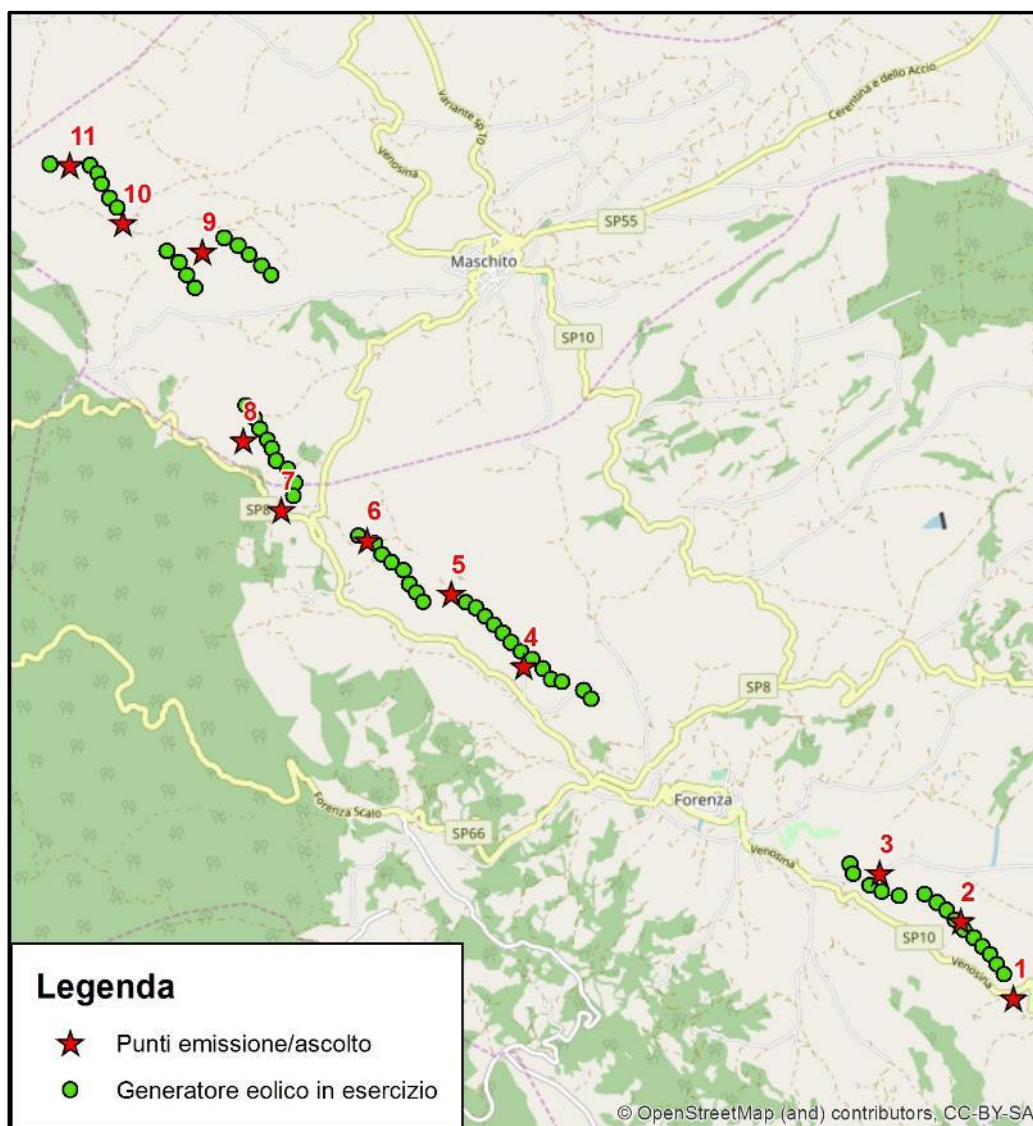 Variante sp 10
Cerentina e dello Accio
11
Venosina
10
SP55
9
Maschito
SP10
8
7
SP8
6
5
4
SP8
Forenza Scalo
Forenza
SP66
3
Venosina
2
SP10
Venosina
1
Legenda
Punti emissione/ascolto
Generatore eolico in esercizio
© OpenStreetMap (and) contributors, CC-BY-SA